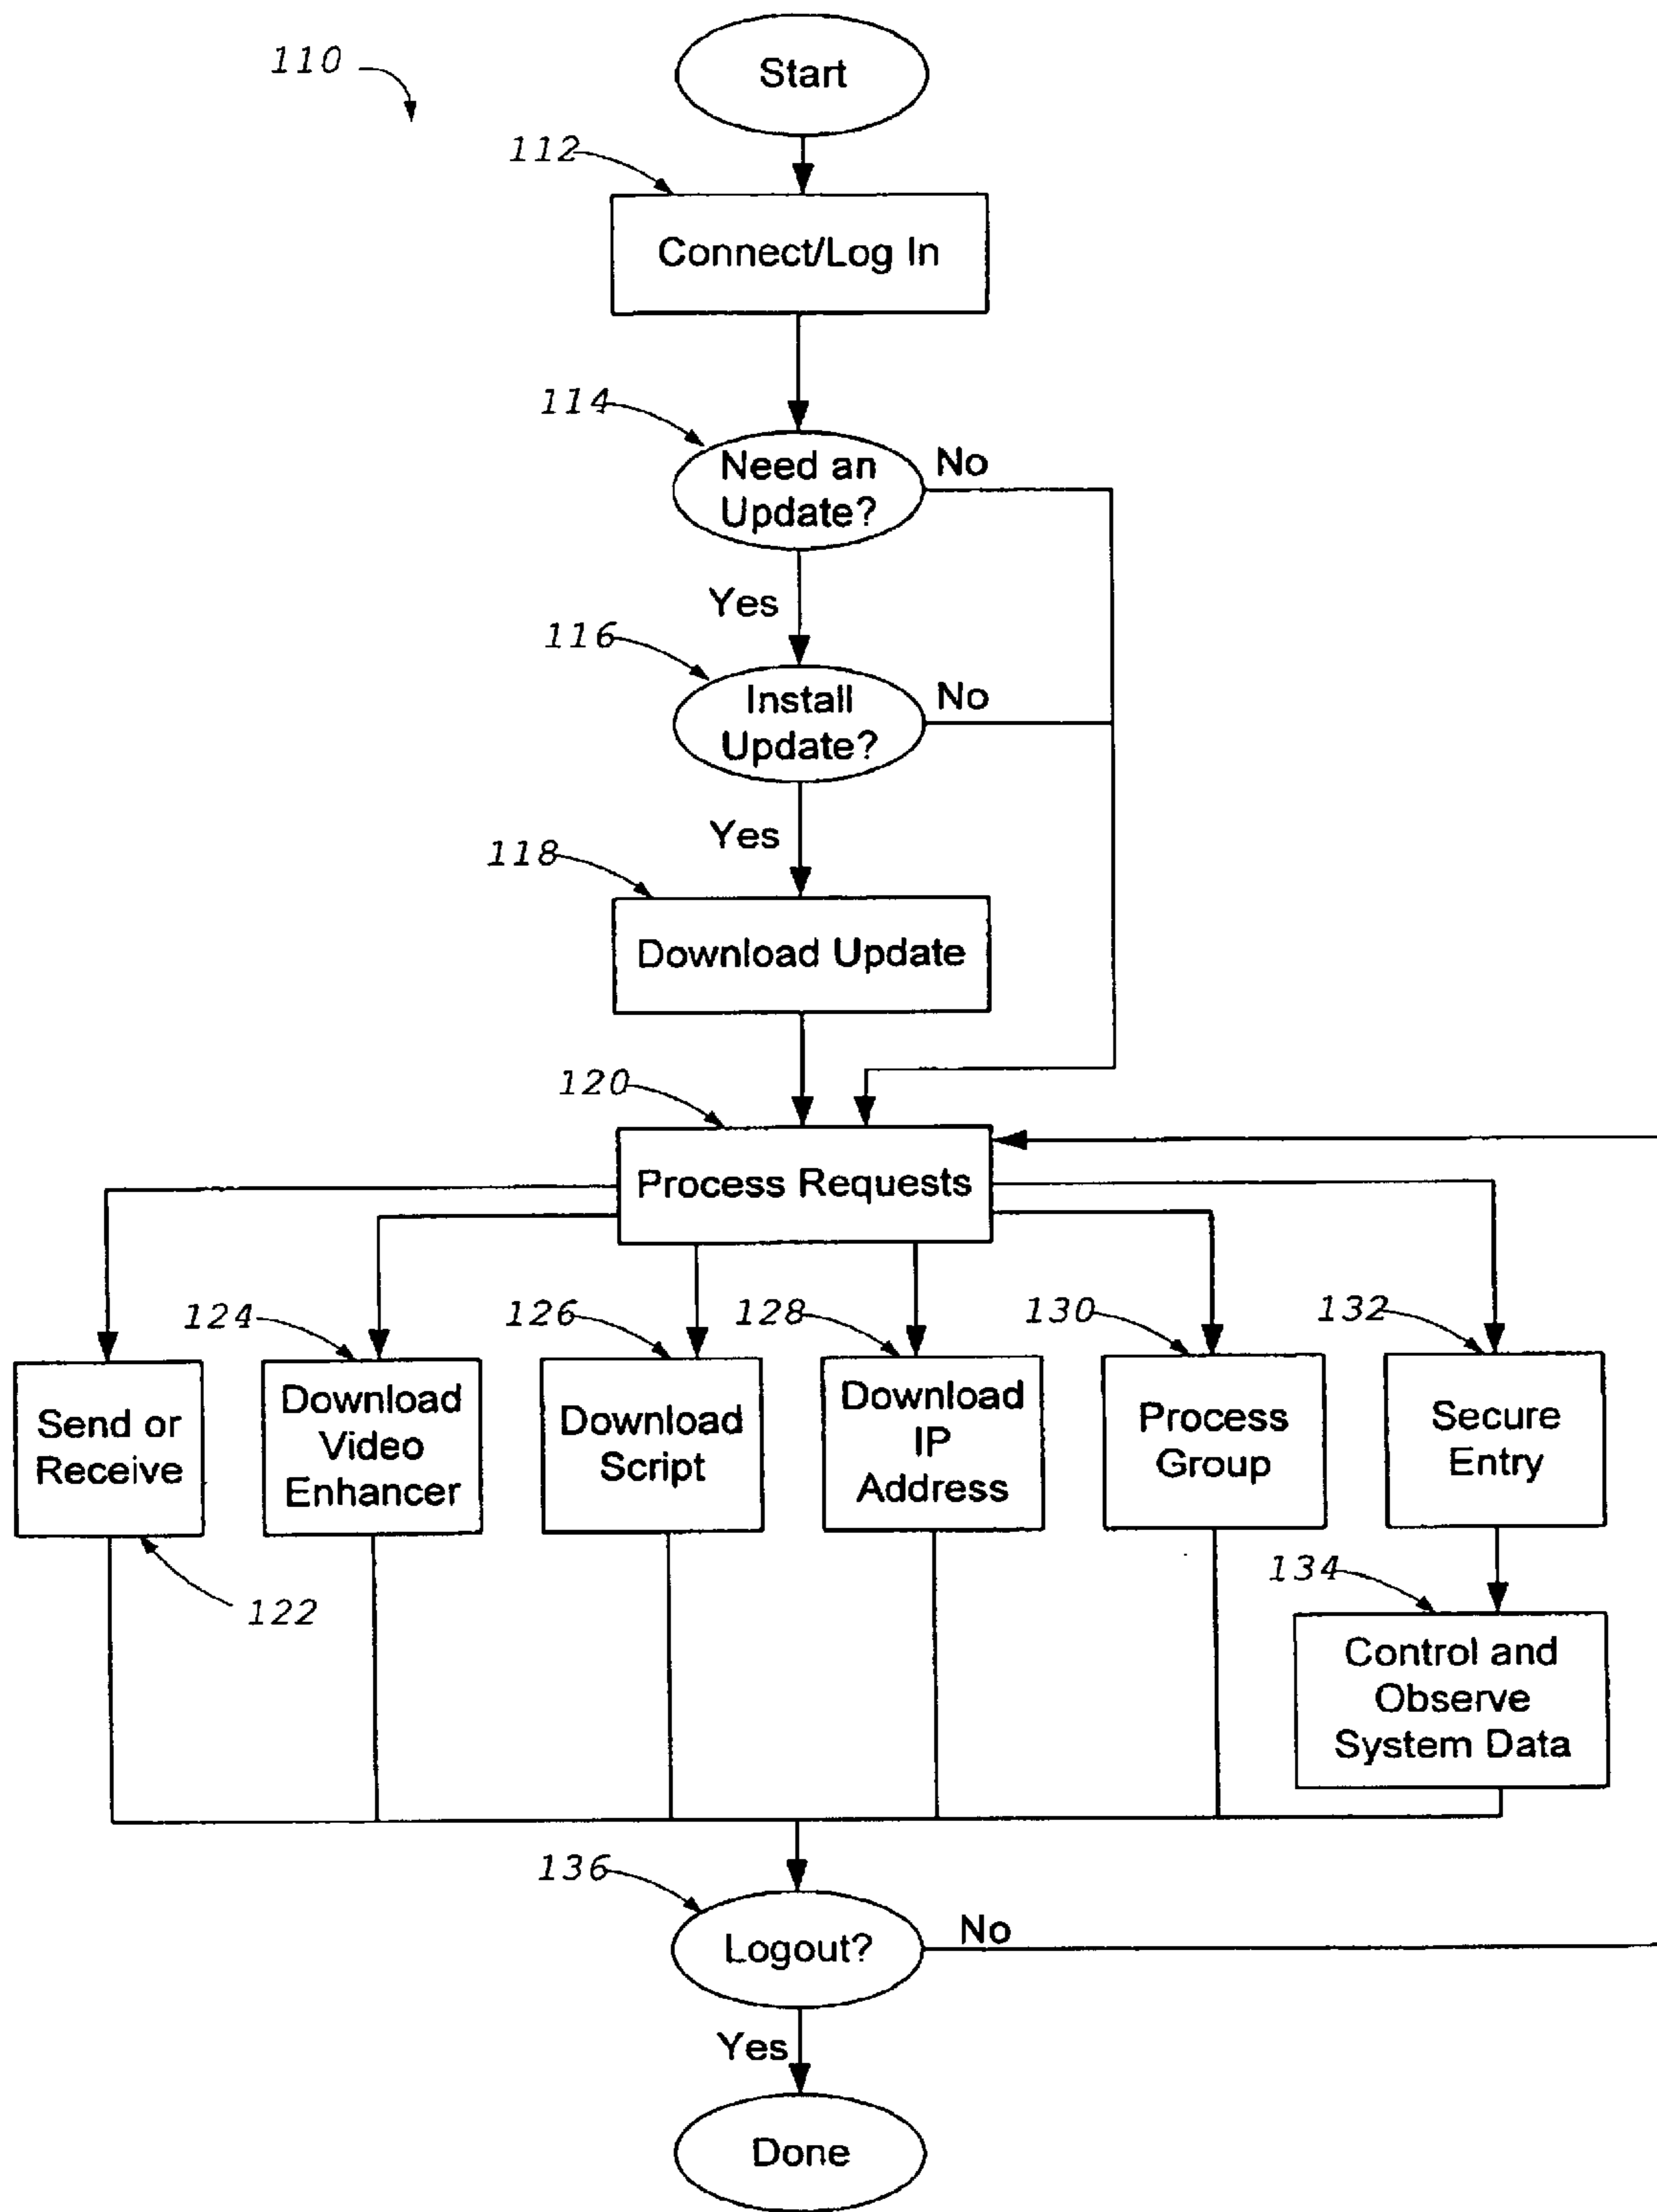 110
Start
112
Connect/Log In
114
Need an
Update?
No
Yes
116
Install
Update?
No
Yes
118
Download Update
120
Process Requests
124
126
128
130
132
Send or
Receive
Download
Video
Enhancer
Download
Script
Download
IP
Address
Process
Group
Secure
Entry
122
134
Control and
Observe
System Data
136
Logout?
No
Yes
Done